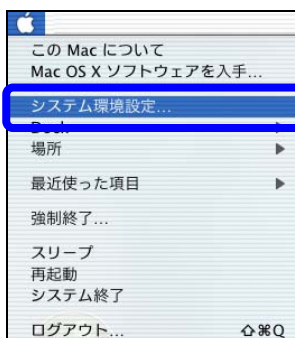 この Mac について
Mac OS X ソフトウェアを入手...
システム環境設定...
Dock
場所
最近使った項目
強制終了...
スリープ
再起動
システム終了
ログアウト... ⇧⌘Q